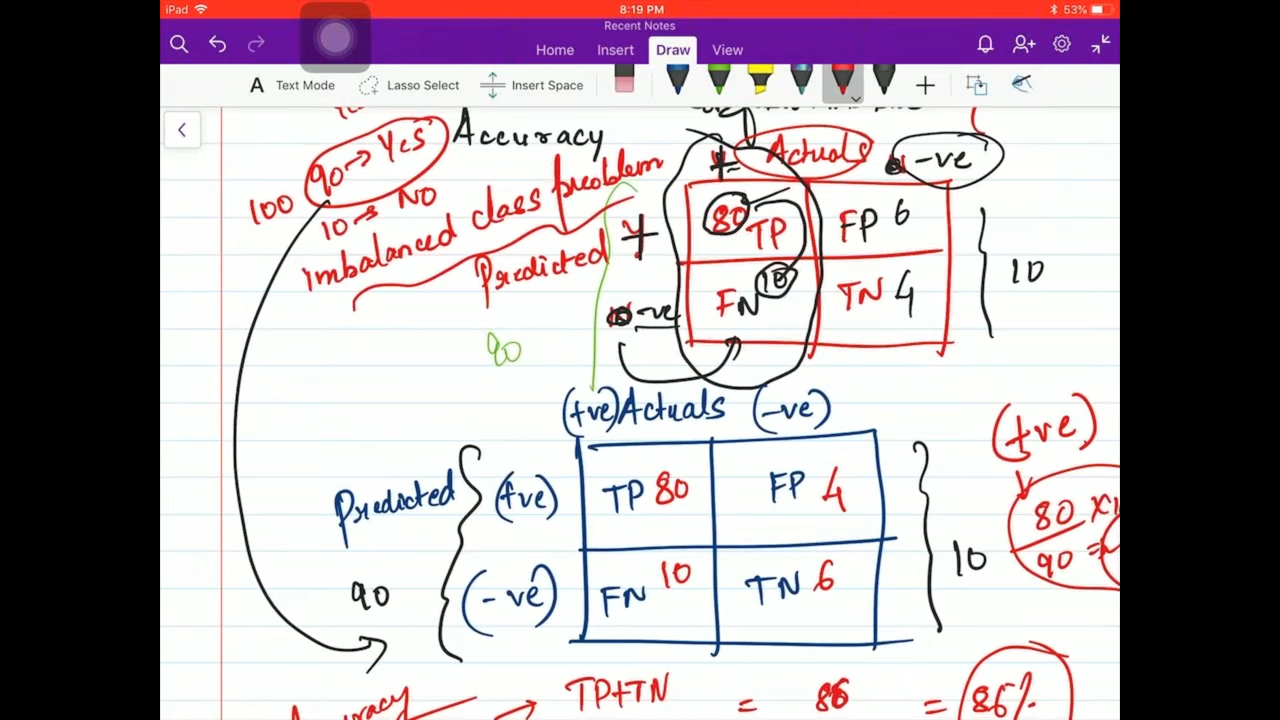 iPad 8:19 PM 53%
Recent Notes
Home Insert Draw View
A Text Mode Lasso Select Insert Space
Accuracy
90 → YES
100
10 → NO
imbalanced class problem
Actuals
+ -ve
Predicted
+ 80 TP FP 6
-ve FN 10 TN 4
10
90
(+ve) Actuals (-ve)
Predicted
(+ve) TP 80 FP 4
(-ve) FN 10 TN 6
90
10
(+ve)
80
90 =
Accuracy → TP+TN = 86 = 86%